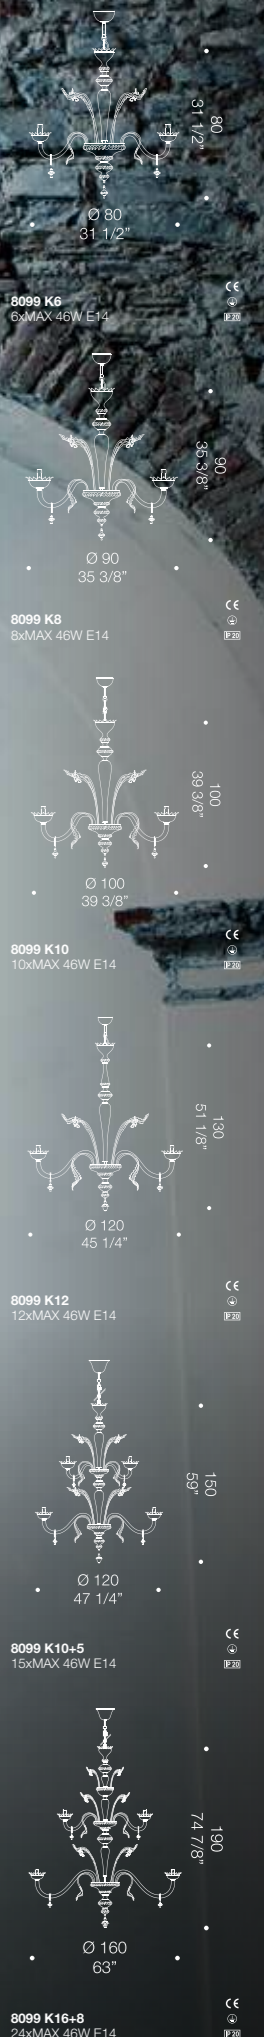 80
31 1/2”
Ø 80
31 1/2”
8099 K6
6xMAX 46W E14
CE
IP20
90
35 3/8”
Ø 90
35 3/8”
8099 K8
8xMAX 46W E14
CE
IP20
100
39 3/8”
Ø 100
39 3/8”
8099 K10
10xMAX 46W E14
CE
IP20
130
51 1/8”
Ø 120
45 1/4”
8099 K12
12xMAX 46W E14
CE
IP20
150
59”
Ø 120
47 1/4”
8099 K10+5
15xMAX 46W E14
CE
IP20
190
74 7/8”
Ø 160
63”
8099 K16+8
24xMAX 46W E14
CE
IP20